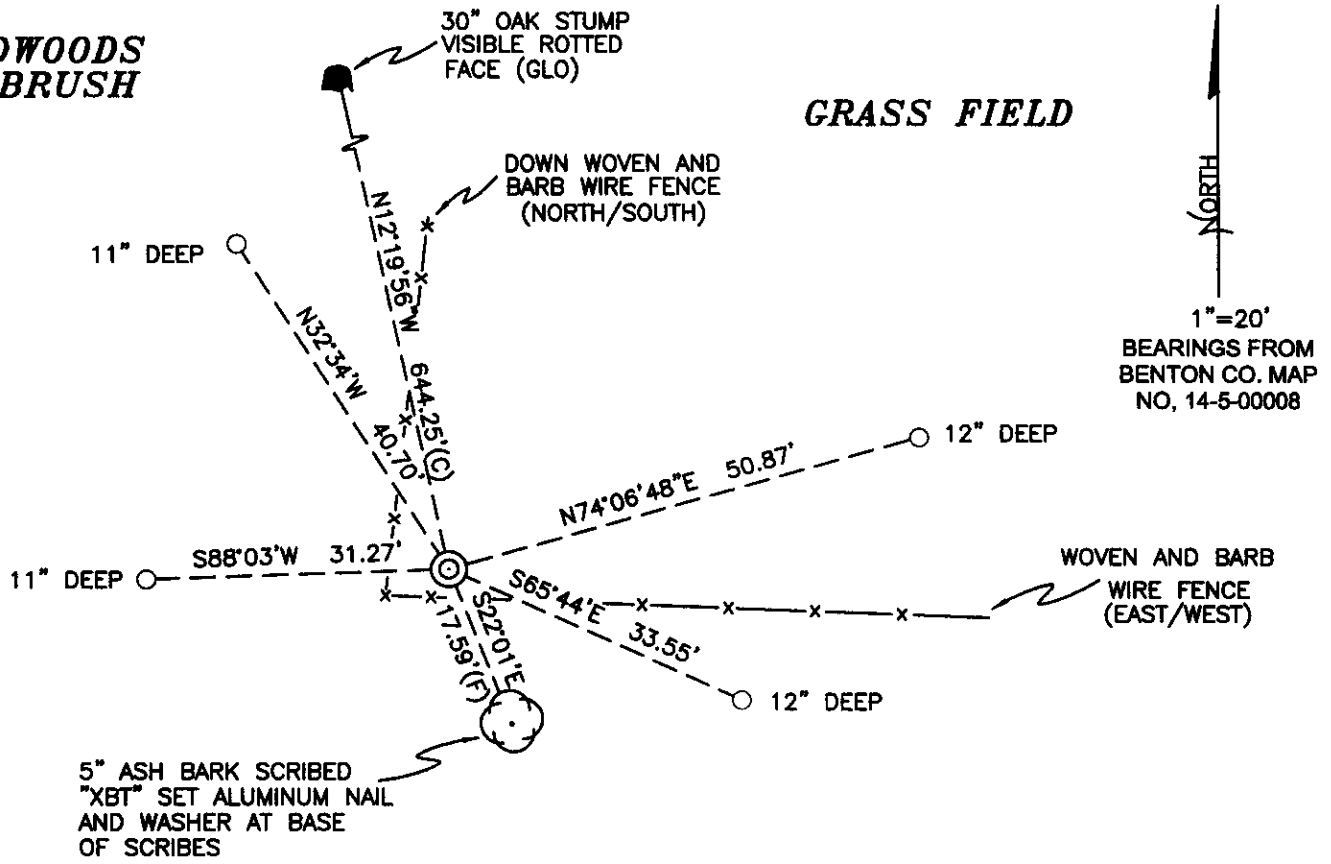 DWOODS
BRUSH
30" OAK STUMP
VISIBLE ROTTED
FACE (GLO)
GRASS FIELD
NORTH
1"=20'
BEARINGS FROM
BENTON CO. MAP
NO, 14-5-00008
DOWN WOVEN AND
BARB WIRE FENCE
(NORTH/SOUTH)
11" DEEP
N12°19'56"W 644.25'(C)
N32°34'W 40.70'
12" DEEP
N74°06'48"E 50.87'
11" DEEP
S88°03'W 31.27'
WOVEN AND BARB
WIRE FENCE
(EAST/WEST)
S65°44'E 33.55'
12" DEEP
S22°01'E
17.59'(F)
5" ASH BARK SCRIBED
"XBT" SET ALUMINUM NAIL
AND WASHER AT BASE
OF SCRIBES